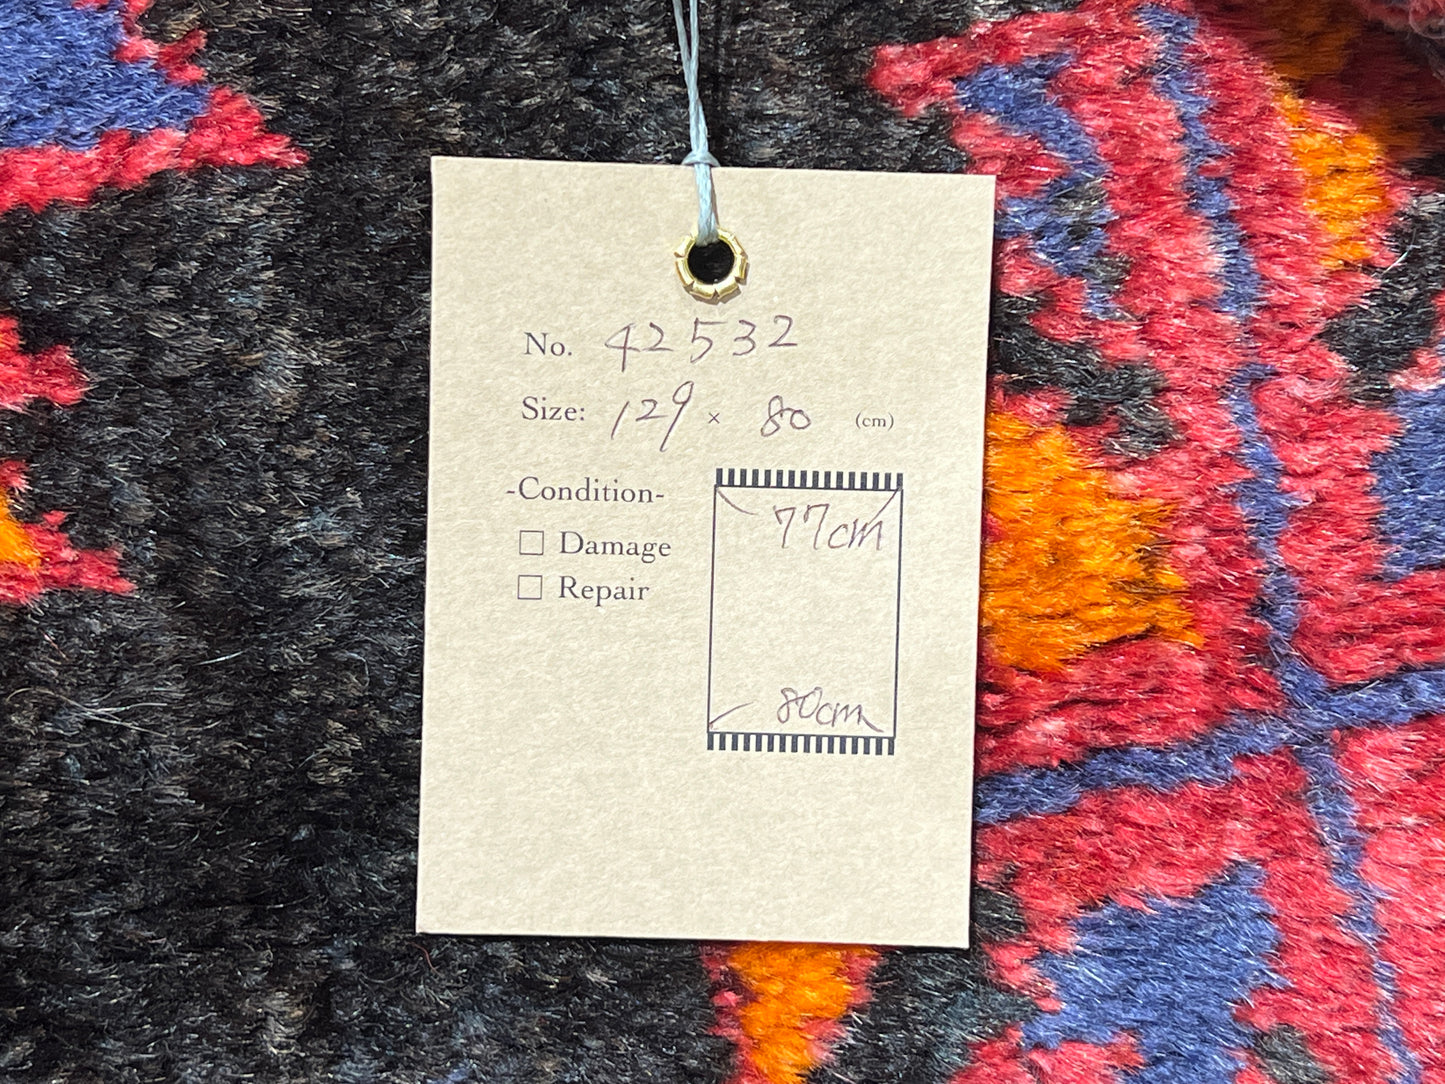 No. 42532
Size: 129 × 80 (cm)
-Condition-
77cm
Damage
Repair
80cm